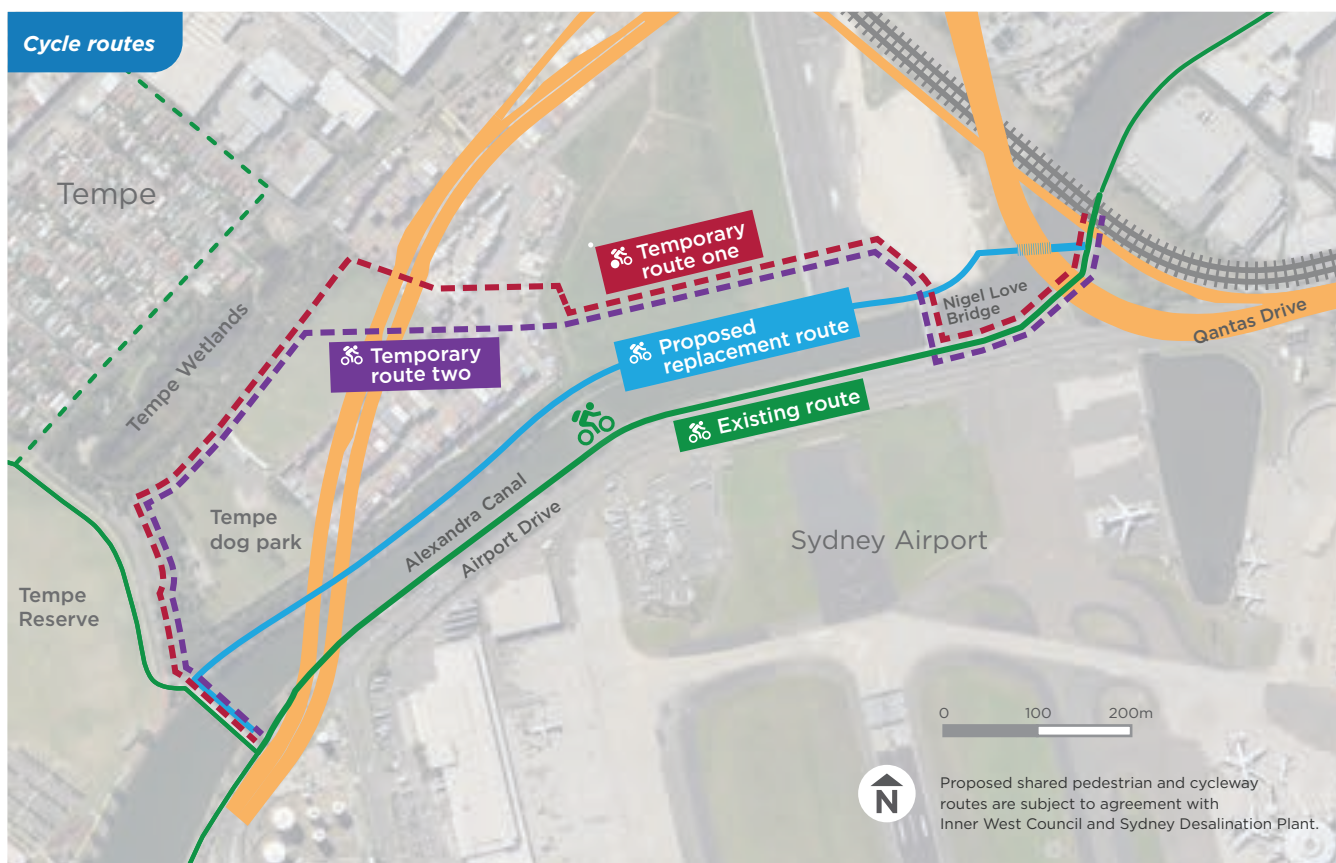 Cycle routes
Tempe
Temporary
route one
Tempe Wetlands
Nigel Love
Bridge
Qantas Drive
Proposed
replacement route
Temporary
route two
Existing route
Alexandra Canal
Airport Drive
Tempe
dog park
Sydney Airport
Tempe
Reserve
0 100 200m
N
Proposed shared pedestrian and cycleway
routes are subject to agreement with
Inner West Council and Sydney Desalination Plant.